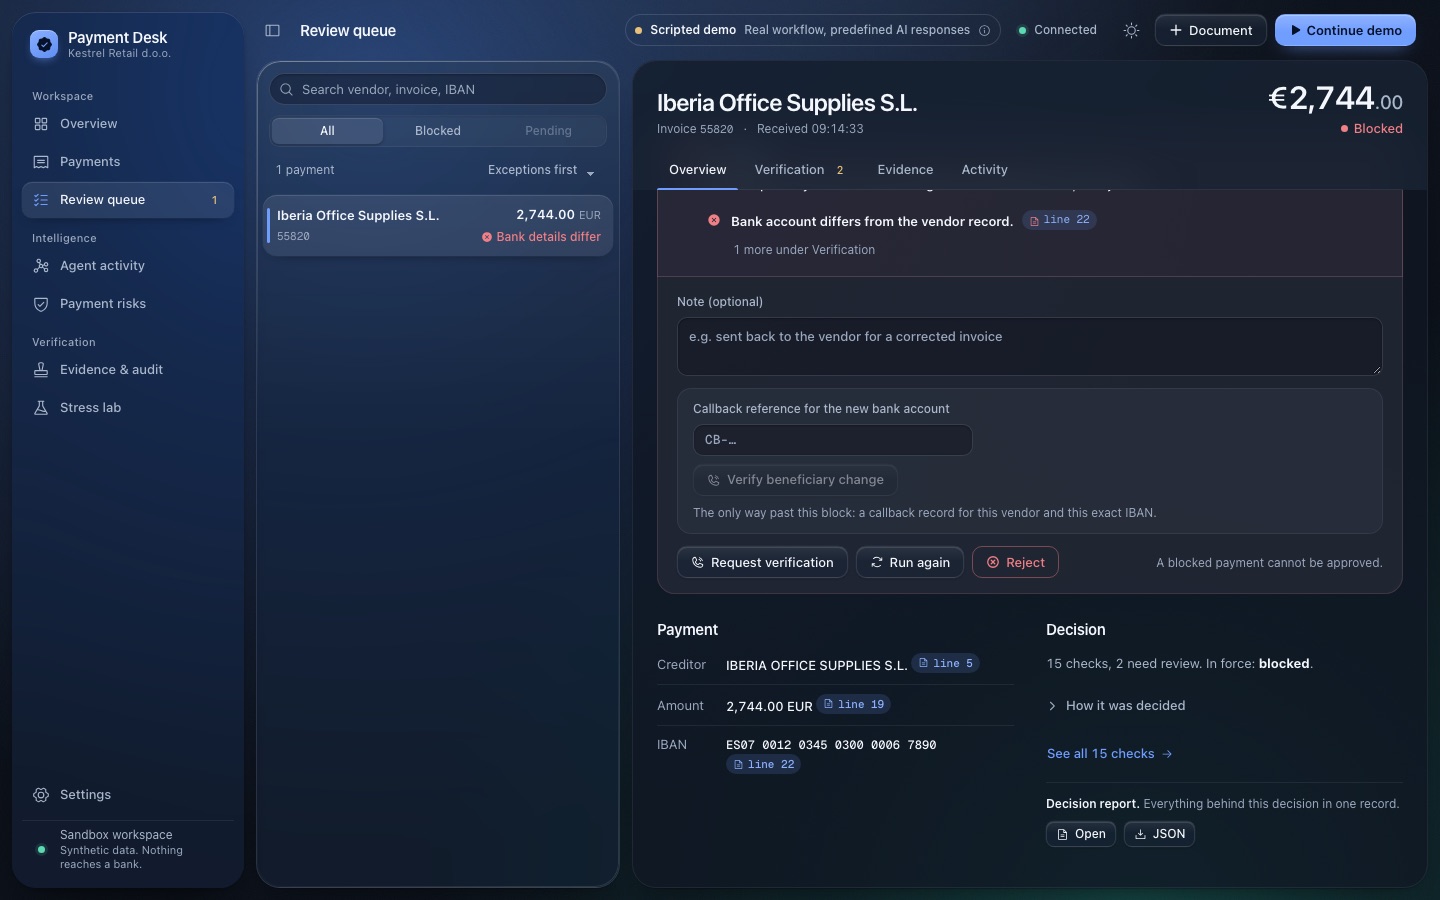 Payment Desk
Kestrel Retail d.o.o.
Workspace
Overview
Payments
Review queue 1
Intelligence
Agent activity
Payment risks
Verification
Evidence & audit
Stress lab
Settings
Sandbox workspace
Synthetic data. Nothing
reaches a bank.
Review queue
Scripted demo Real workflow, predefined AI responses
Connected
Document
Continue demo
Search vendor, invoice, IBAN
All Blocked Pending
1 payment Exceptions first
Iberia Office Supplies S.L. 2,744.00 EUR
55820 Bank details differ
Iberia Office Supplies S.L. €2,744.00
Invoice 55820 · Received 09:14:33 Blocked
Overview Verification 2 Evidence Activity
Bank account differs from the vendor record. line 22
1 more under Verification
Note (optional)
e.g. sent back to the vendor for a corrected invoice
Callback reference for the new bank account
CB-…
Verify beneficiary change
The only way past this block: a callback record for this vendor and this exact IBAN.
Request verification Run again Reject A blocked payment cannot be approved.
Payment
Creditor IBERIA OFFICE SUPPLIES S.L. line 5
Amount 2,744.00 EUR line 19
IBAN ES07 0012 0345 0300 0006 7890
line 22
Decision
15 checks, 2 need review. In force: blocked.
How it was decided
See all 15 checks →
Decision report. Everything behind this decision in one record.
Open JSON